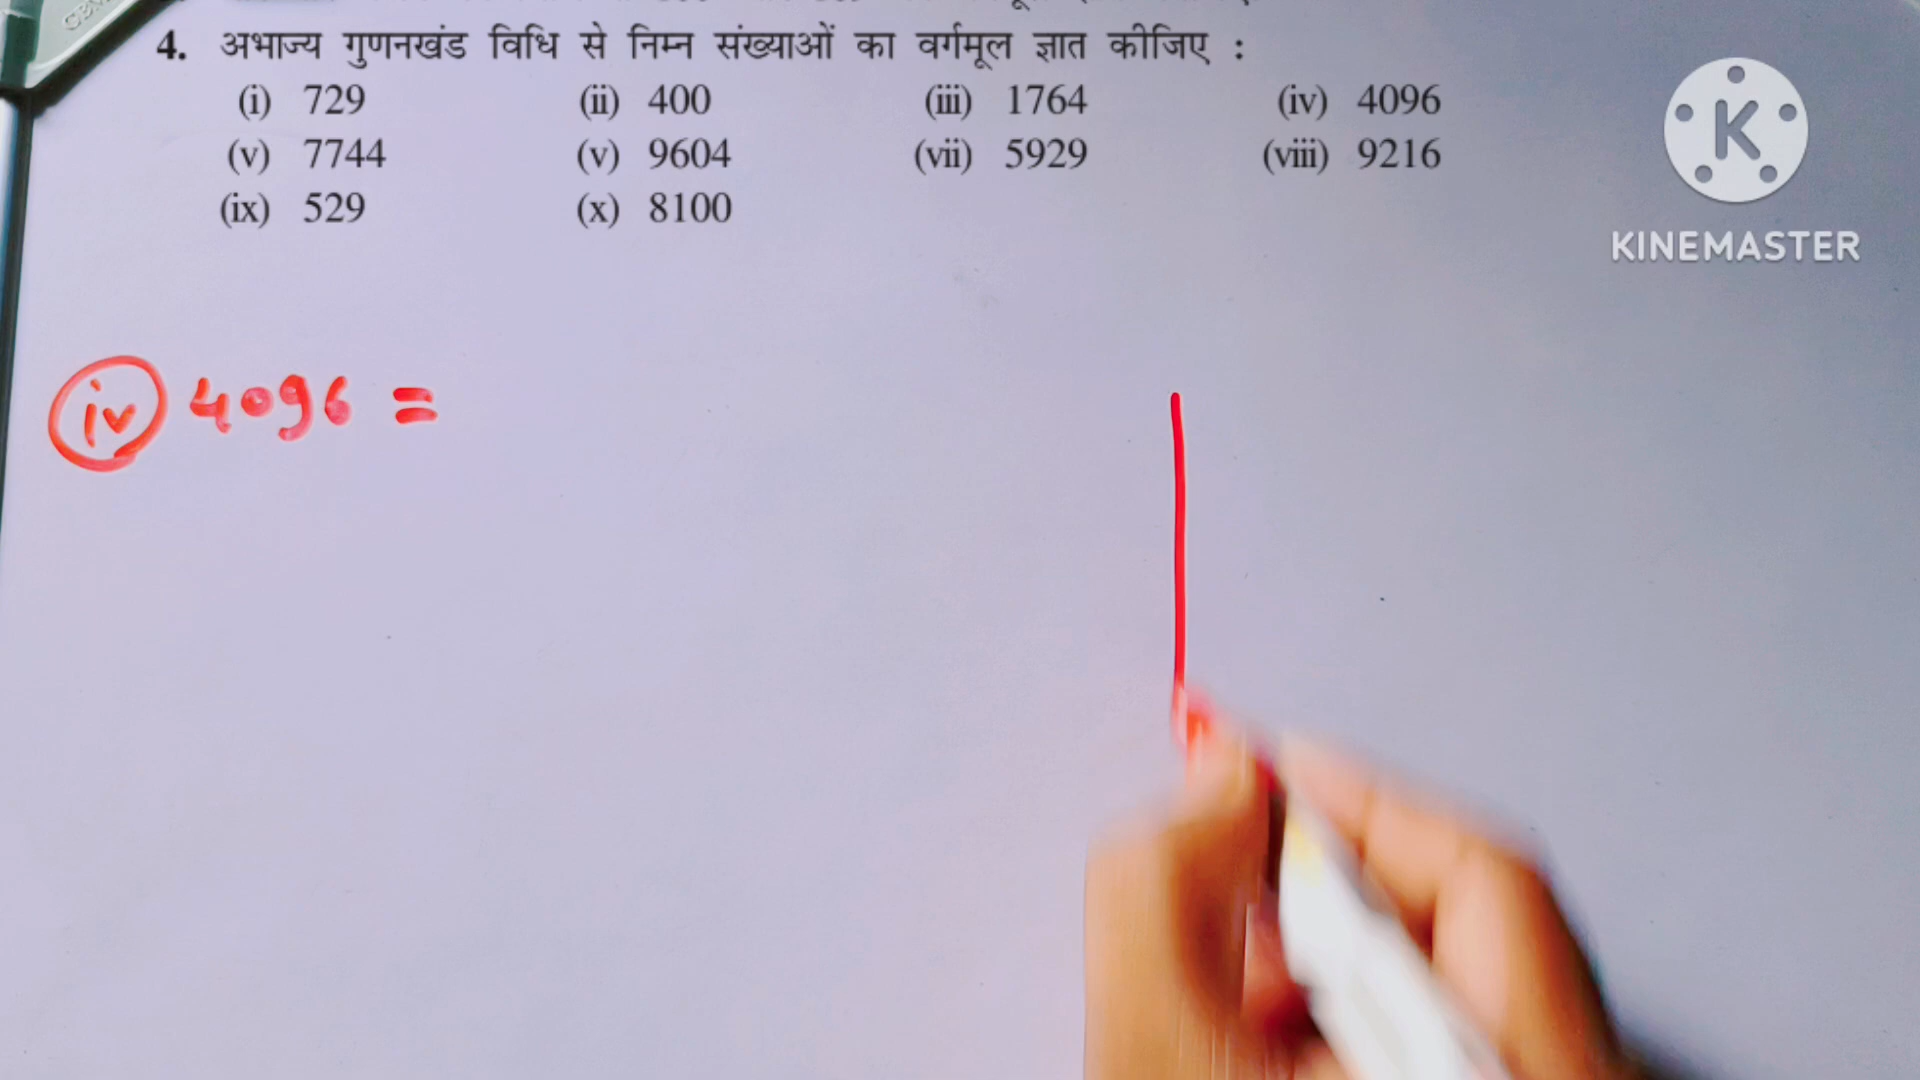 4. अभाज्य गुणनखंड विधि से निम्न संख्याओं का वर्गमूल ज्ञात कीजिए :
(i) 729 (ii) 400 (iii) 1764 (iv) 4096
(v) 7744 (v) 9604 (vii) 5929 (viii) 9216
(ix) 529 (x) 8100
K
KINEMASTER
iv 4096 =